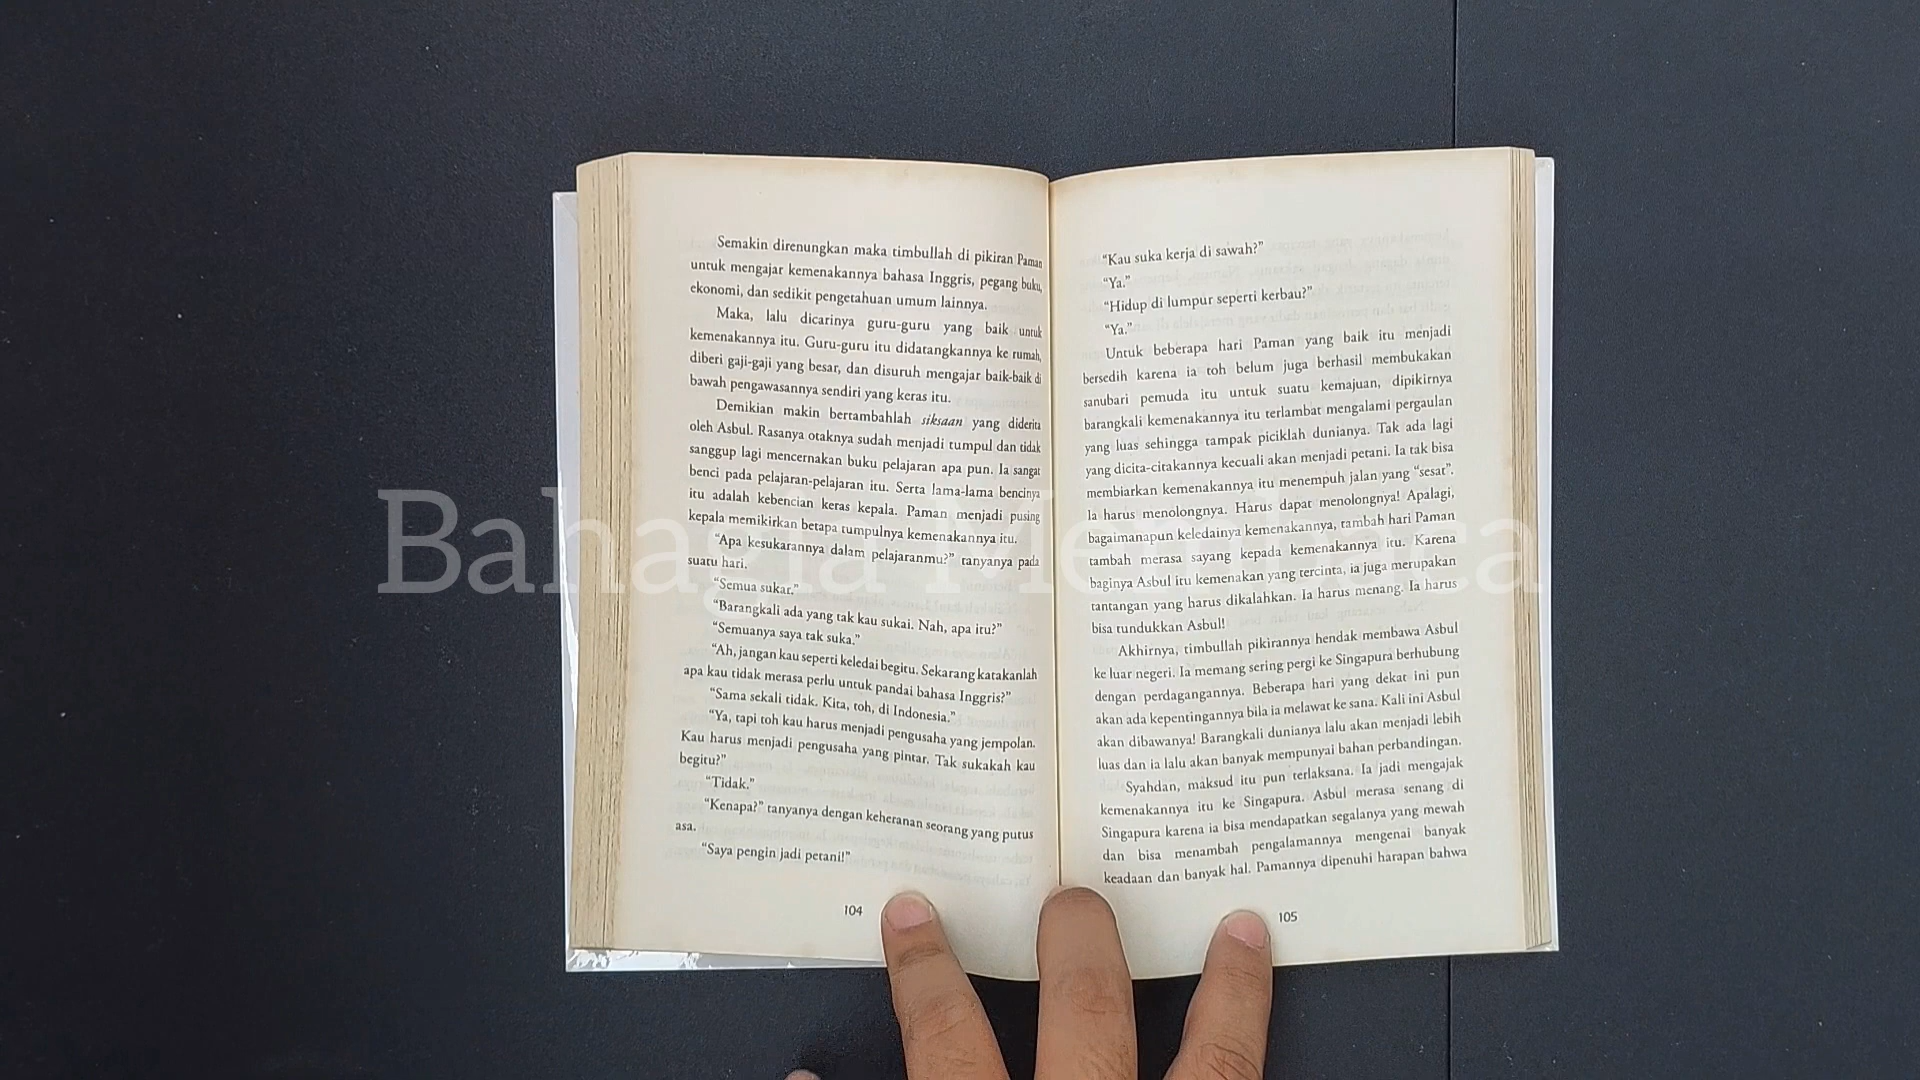 Semakin direnungkan maka timbullah di pikiran Paman
untuk mengajar kemenakannya bahasa Inggris, pegang buku,
ekonomi, dan sedikit pengetahuan umum lainnya.
Maka, lalu dicarinya guru-guru yang baik untuk
kemenakannya itu. Guru-guru itu didatangkannya ke rumah,
diberi gaji-gaji yang besar, dan disuruh mengajar baik-baik di
bawah pengawasannya sendiri yang keras itu.
Demikian makin bertambahlah siksaan yang diderita
oleh Asbul. Rasanya otaknya sudah menjadi tumpul dan tidak
sanggup lagi mencernakan buku pelajaran apa pun. Ia sangat
benci pada pelajaran-pelajaran itu. Serta lama-lama bencinya
itu adalah kebencian keras kepala. Paman menjadi pusing
kepala memikirkan betapa tumpulnya kemenakannya itu.
“Apa kesukarannya dalam pelajaranmu?” tanyanya pada
suatu hari.
“Semua sukar.”
“Barangkali ada yang tak kau sukai. Nah, apa itu?”
“Semuanya saya tak suka.”
“Ah, jangan kau seperti keledai begitu. Sekarang katakanlah
apa kau tidak merasa perlu untuk pandai bahasa Inggris?”
“Sama sekali tidak. Kita, toh, di Indonesia.”
“Ya, tapi toh kau harus menjadi pengusaha yang jempolan.
Kau harus menjadi pengusaha yang pintar. Tak sukakah kau
begitu?”
“Tidak.”
“Kenapa?” tanyanya dengan keheranan seorang yang putus
asa.
“Saya pengin jadi petani!”
104
“Kau suka kerja di sawah?”
“Ya.”
“Hidup di lumpur seperti kerbau?”
“Ya.”
Untuk beberapa hari Paman yang baik itu menjadi
bersedih karena ia toh belum juga berhasil membukakan
sanubari pemuda itu untuk suatu kemajuan, dipikirnya
barangkali kemenakannya itu terlambat mengalami pergaulan
yang luas sehingga tampak piciklah dunianya. Tak ada lagi
yang dicita-citakannya kecuali akan menjadi petani. Ia tak bisa
membiarkan kemenakannya itu menempuh jalan yang “sesat”.
Ia harus menolongnya! Harus dapat menolongnya! Apalagi,
bagaimanapun keledainya kemenakannya, tambah hari Paman
tambah merasa sayang kepada kemenakannya itu. Karena
baginya Asbul itu kemenakan yang tercinta, ia juga merupakan
tantangan yang harus dikalahkan. Ia harus menang. Ia harus
bisa tundukkan Asbul!
Akhirnya, timbullah pikirannya hendak membawa Asbul
ke luar negeri. Ia memang sering pergi ke Singapura berhubung
dengan perdagangannya. Beberapa hari yang dekat ini pun
akan ada kepentingannya bila ia melawat ke sana. Kali ini Asbul
akan dibawanya! Barangkali dunianya lalu akan menjadi lebih
luas dan ia lalu akan banyak mempunyai bahan perbandingan.
Syahdan, maksud itu pun terlaksana. Ia jadi mengajak
kemenakannya itu ke Singapura. Asbul merasa senang di
Singapura karena ia bisa mendapatkan segalanya yang mewah
dan bisa menambah pengalamannya mengenai banyak
keadaan dan banyak hal. Pamannya dipenuhi harapan bahwa
105
Bahagia Membaca